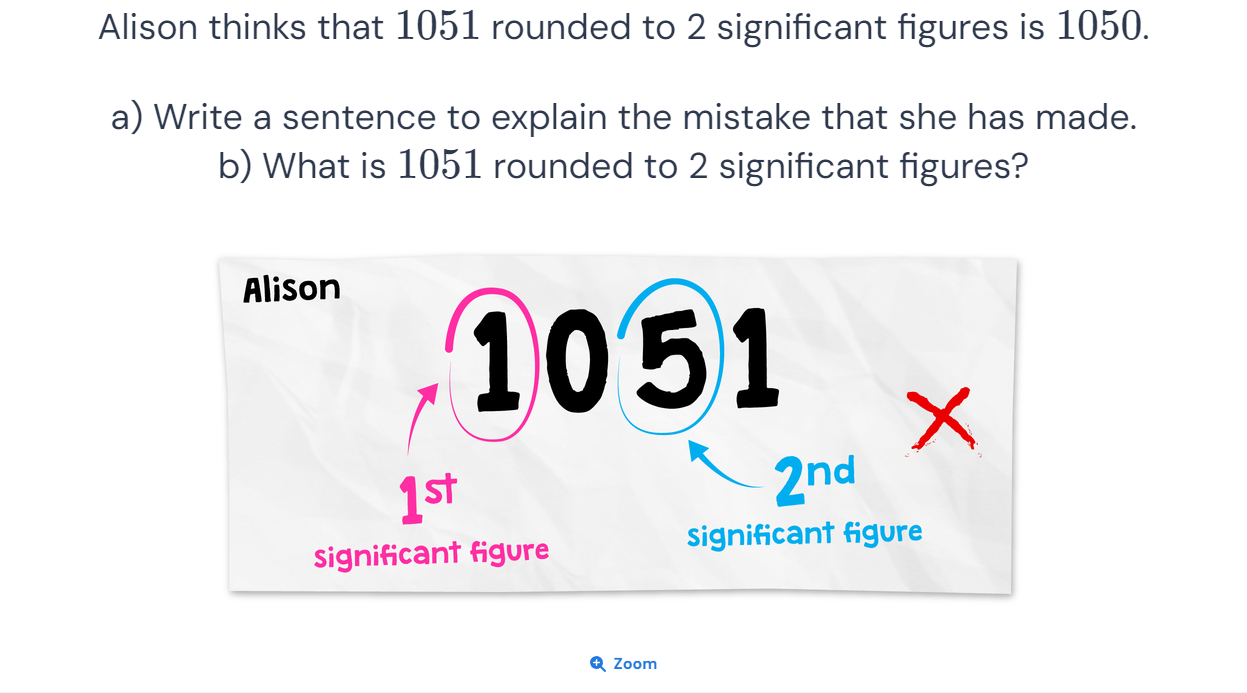 Alison thinks that 1051 rounded to 2 significant figures is 1050.
a) Write a sentence to explain the mistake that she has made.
b) What is 1051 rounded to 2 significant figures?
Alison
1051
1st
significant figure
2nd
significant figure
Zoom